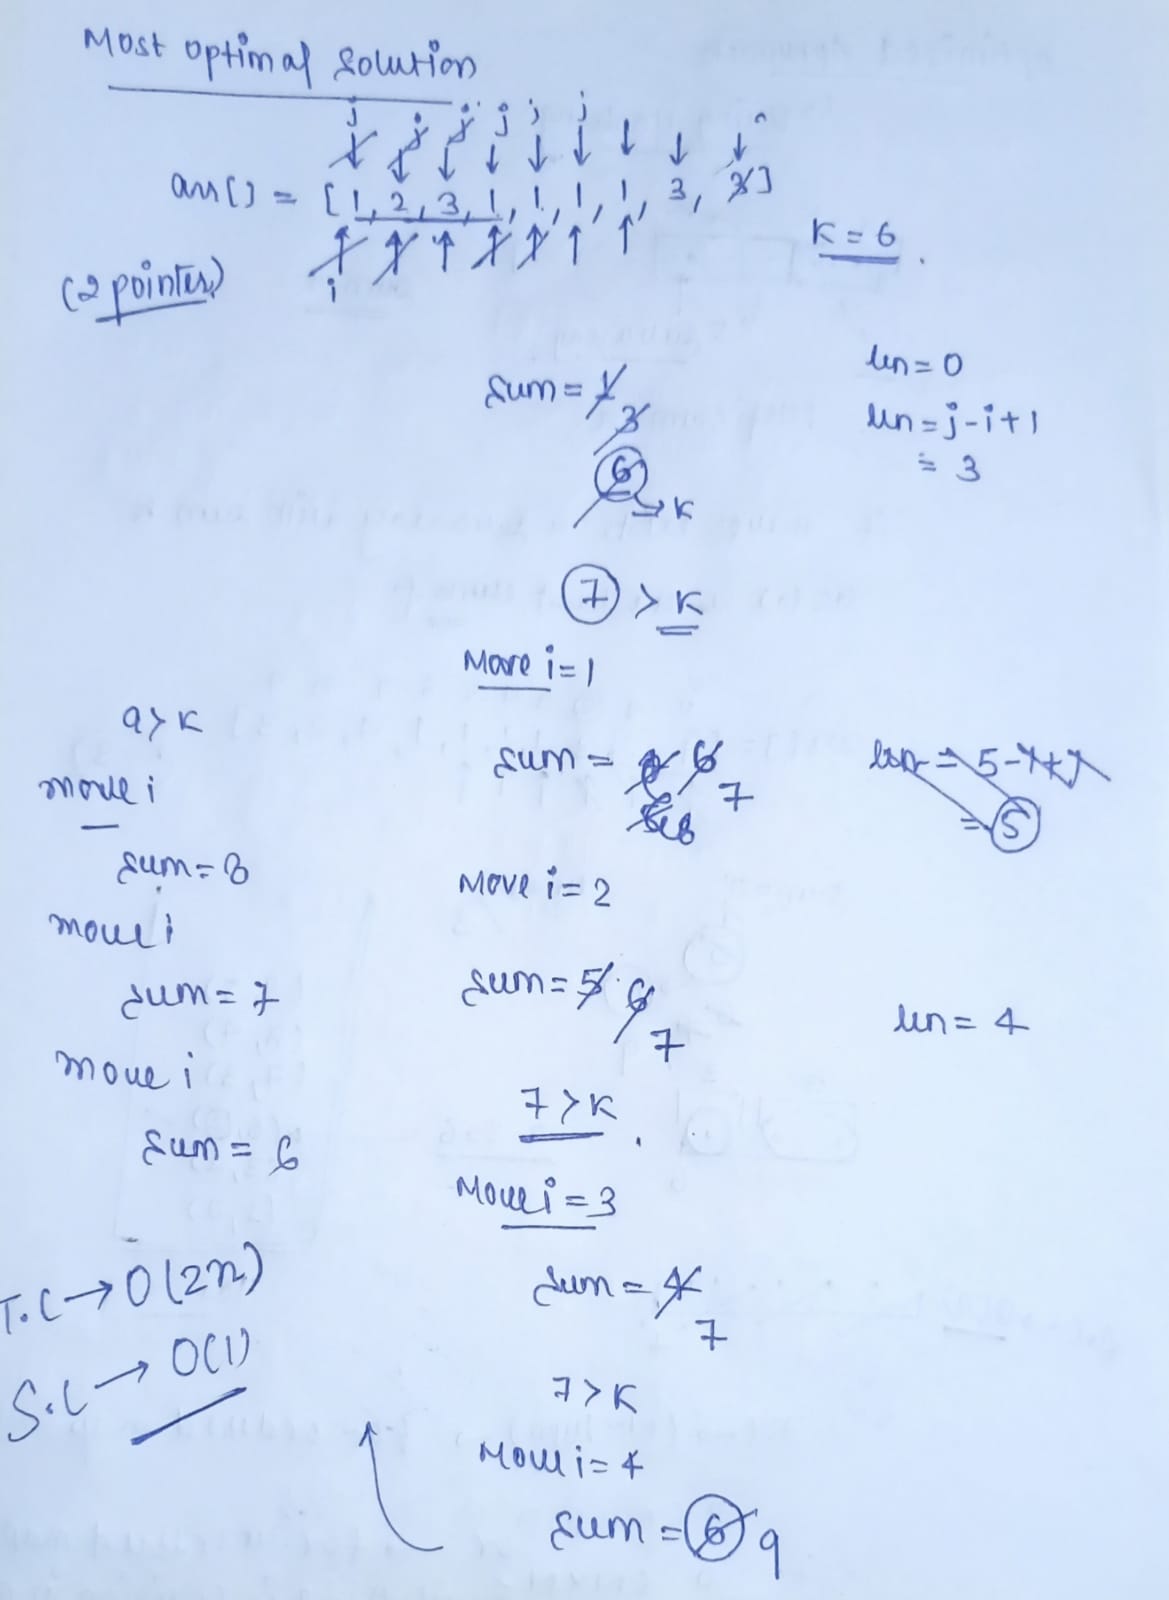 Most optimal solution
j j j j j j
arr[] = [1, 2, 3, 1, 1, 1, 1, 3, 3]
i
(2 pointer)
K = 6.
sum = 1
3
6
→ K
len = 0
len = j-i+1
= 3
7 > K
Move i = 1
sum = 6
7
len = 5-1+1
= 5
Move i = 2
sum = 5 6
7
len = 4
7 > K.
Move i = 3
sum = 4
7
7 > K
Move i = 4
sum = 6 9
9 > K
move i
sum = 8
move i
sum = 7
move i
sum = 6
T.C → O(2n)
S.C → O(1)